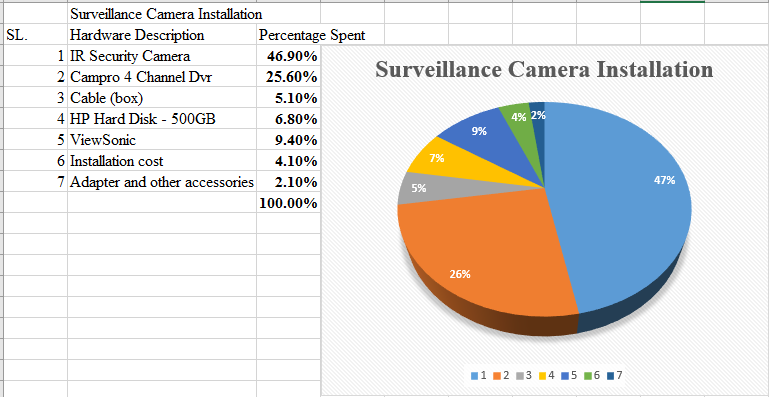 Surveillance Camera Installation
SL. Hardware Description Percentage Spent
1 IR Security Camera 46.90%
2 Campro 4 Channel Dvr 25.60%
3 Cable (box) 5.10%
4 HP Hard Disk - 500GB 6.80%
5 ViewSonic 9.40%
6 Installation cost 4.10%
7 Adapter and other accessories 2.10%
100.00%
Surveillance Camera Installation
4% 2%
9%
7%
47%
5%
26%
1 2 3 4 5 6 7